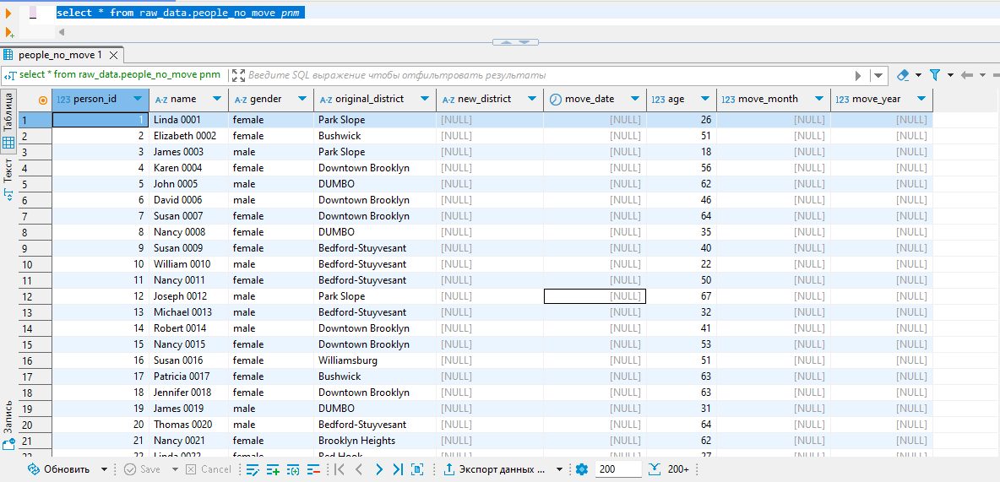 select * from raw_data.people_no_move pnm
people_no_move 1
select * from raw_data.people_no_move pnm Введите SQL выражение чтобы отфильтровать результаты
Таблица
Текст
Запись
123 person_id A-Z name A-Z gender A-Z original_district A-Z new_district move_date 123 age 123 move_month 123 move_year
1 1 Linda 0001 female Park Slope [NULL] [NULL] 26 [NULL] [NULL]
2 2 Elizabeth 0002 female Bushwick [NULL] [NULL] 51 [NULL] [NULL]
3 3 James 0003 male Park Slope [NULL] [NULL] 18 [NULL] [NULL]
4 4 Karen 0004 female Downtown Brooklyn [NULL] [NULL] 56 [NULL] [NULL]
5 5 John 0005 male DUMBO [NULL] [NULL] 62 [NULL] [NULL]
6 6 David 0006 male Downtown Brooklyn [NULL] [NULL] 46 [NULL] [NULL]
7 7 Susan 0007 female Downtown Brooklyn [NULL] [NULL] 64 [NULL] [NULL]
8 8 Nancy 0008 female DUMBO [NULL] [NULL] 35 [NULL] [NULL]
9 9 Susan 0009 female Bedford-Stuyvesant [NULL] [NULL] 40 [NULL] [NULL]
10 10 William 0010 male Bedford-Stuyvesant [NULL] [NULL] 22 [NULL] [NULL]
11 11 Nancy 0011 female Bedford-Stuyvesant [NULL] [NULL] 50 [NULL] [NULL]
12 12 Joseph 0012 male Park Slope [NULL] [NULL] 67 [NULL] [NULL]
13 13 Michael 0013 male Bedford-Stuyvesant [NULL] [NULL] 32 [NULL] [NULL]
14 14 Robert 0014 male Downtown Brooklyn [NULL] [NULL] 41 [NULL] [NULL]
15 15 Nancy 0015 female Downtown Brooklyn [NULL] [NULL] 53 [NULL] [NULL]
16 16 Susan 0016 female Williamsburg [NULL] [NULL] 51 [NULL] [NULL]
17 17 Patricia 0017 female Bushwick [NULL] [NULL] 63 [NULL] [NULL]
18 18 Jennifer 0018 female Downtown Brooklyn [NULL] [NULL] 63 [NULL] [NULL]
19 19 James 0019 male DUMBO [NULL] [NULL] 31 [NULL] [NULL]
20 20 Thomas 0020 male Bedford-Stuyvesant [NULL] [NULL] 64 [NULL] [NULL]
21 21 Nancy 0021 female Brooklyn Heights [NULL] [NULL] 62 [NULL] [NULL]
22 22 Linda 0022 female Red Hook [NULL] [NULL] 27 [NULL] [NULL]
Обновить Save Cancel Экспорт данных ... 200 200+